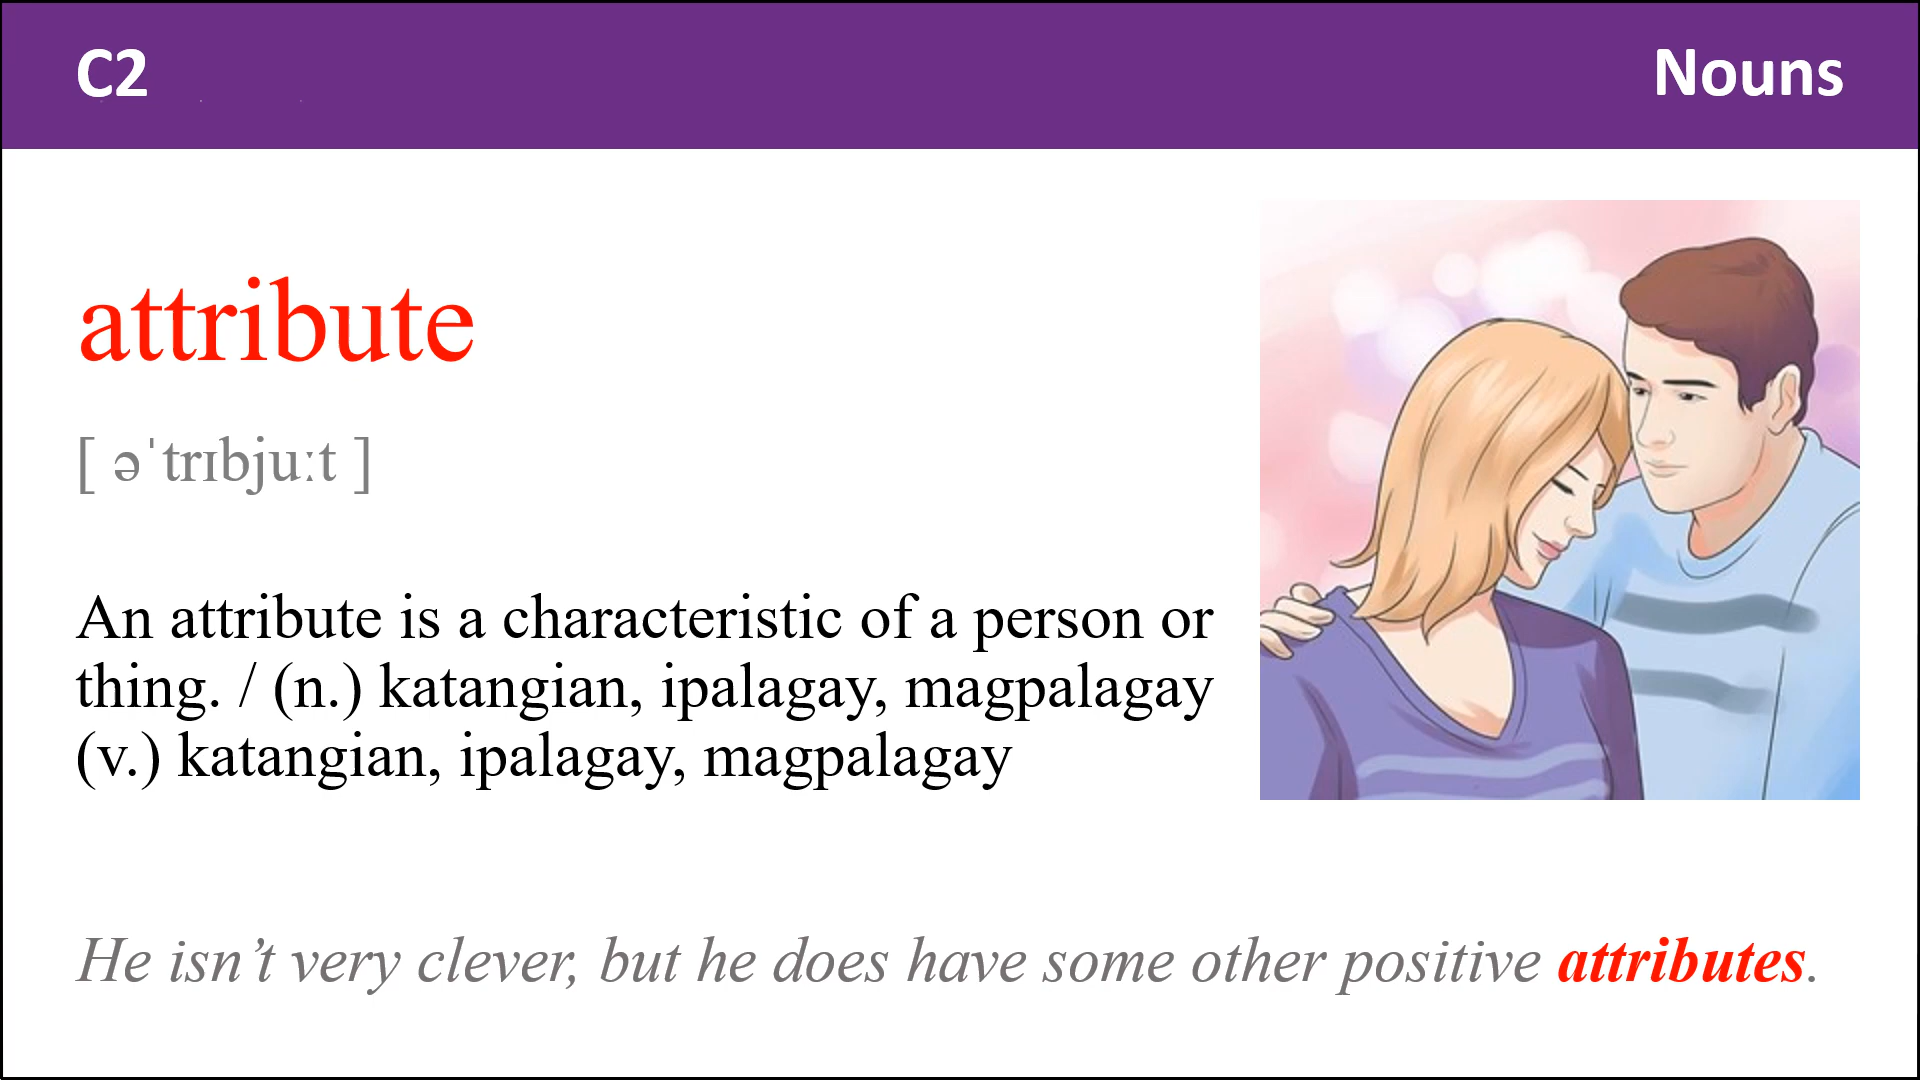 C2
Nouns
attribute
[ əˈtrɪbjuːt ]
An attribute is a characteristic of a person or
thing. / (n.) katangian, ipalagay, magpalagay
(v.) katangian, ipalagay, magpalagay
He isn’t very clever, but he does have some other positive attributes.